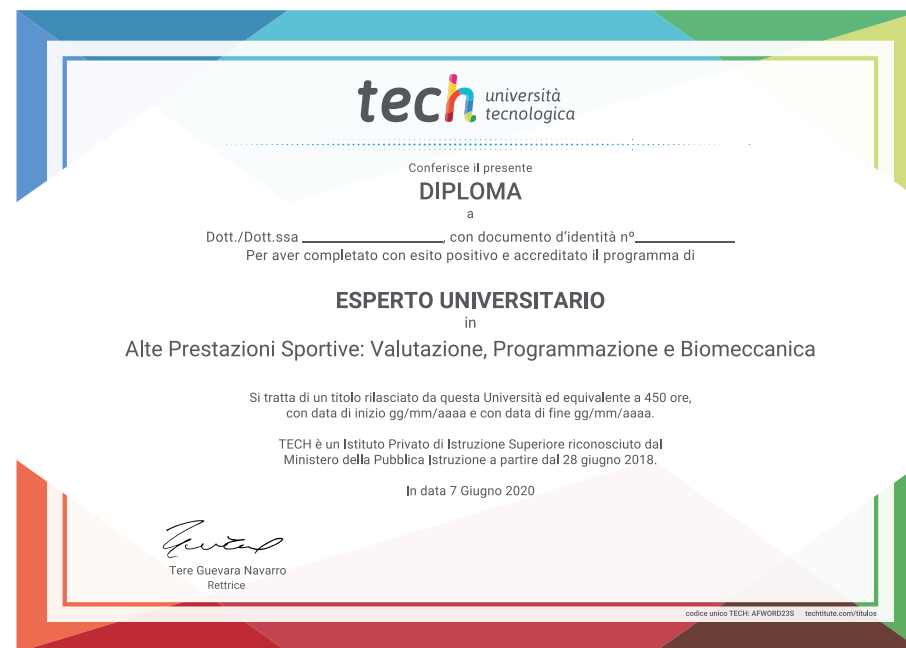 tech università
tecnologica
Conferisce il presente
DIPLOMA
a
Dott./Dott.ssa ____________, con documento d'identità nº_________
Per aver completato con esito positivo e accreditato il programma di
ESPERTO UNIVERSITARIO
in
Alte Prestazioni Sportive: Valutazione, Programmazione e Biomeccanica
Si tratta di un titolo rilasciato da questa Università ed equivalente a 450 ore,
con data di inizio gg/mm/aaaa e con data di fine gg/mm/aaaa.
TECH è un Istituto Privato di Istruzione Superiore riconosciuto dal
Ministero della Pubblica Istruzione a partire dal 28 giugno 2018.
In data 7 Giugno 2020
Tere Guevara Navarro
Rettrice
codice unico TECH: AFWORD23S techtitute.com/titulos